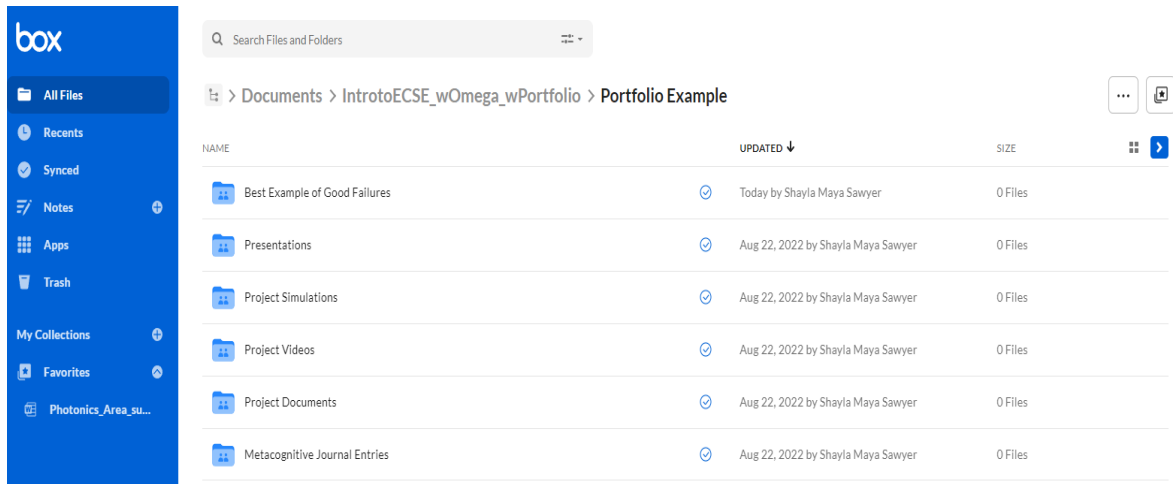 box
Search Files and Folders
All Files
Recents
Synced
Notes
Apps
Trash
My Collections
Favorites
Photonics_Area_su...
> Documents > IntrotoECSE_wOmega_wPortfolio > Portfolio Example
NAME UPDATED SIZE
Best Example of Good Failures Today by Shayla Maya Sawyer 0 Files
Presentations Aug 22, 2022 by Shayla Maya Sawyer 0 Files
Project Simulations Aug 22, 2022 by Shayla Maya Sawyer 0 Files
Project Videos Aug 22, 2022 by Shayla Maya Sawyer 0 Files
Project Documents Aug 22, 2022 by Shayla Maya Sawyer 0 Files
Metacognitive Journal Entries Aug 22, 2022 by Shayla Maya Sawyer 0 Files